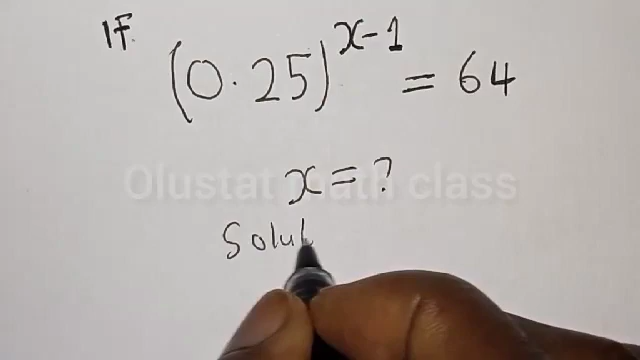 If
(0.25)^{x-1} = 64
x = ?
Olustat math class
Solut